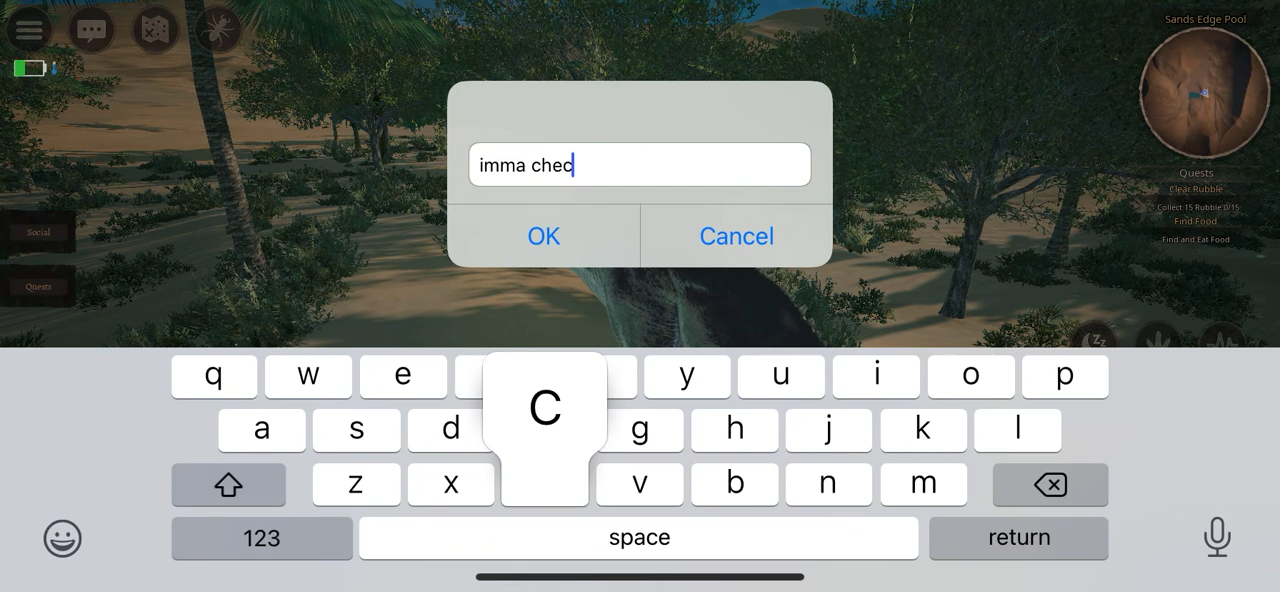 Sands Edge Pool
imma chec
OK
Cancel
Quests
Clear Rubble
- Collect 15 Rubble 0/15
Find Food
Find and Eat Food
Social
Quests
Zzz
q w e y u i o p
C
a s d g h j k l
z x v b n m
123 space return